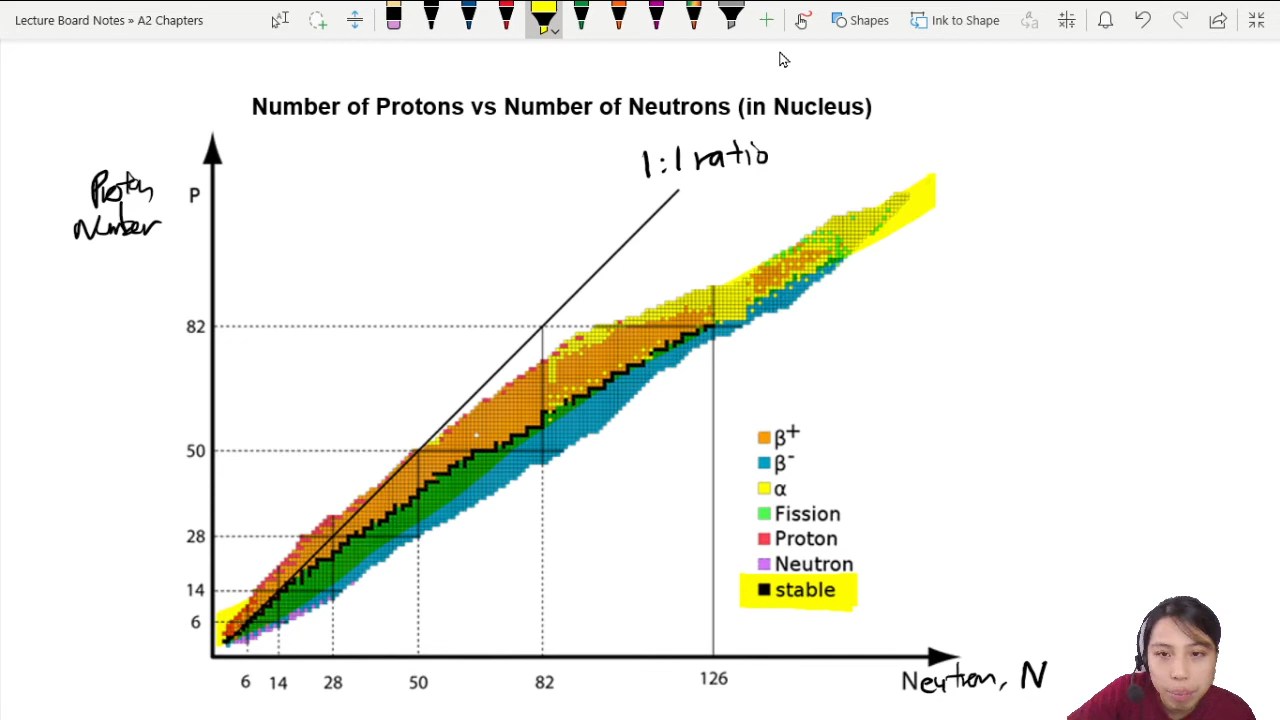 Lecture Board Notes » A2 Chapters
Shapes
Ink to Shape
Number of Protons vs Number of Neutrons (in Nucleus)
1:1 ratio
Proton
Number
P
82
50
28
14
6
β+
β-
α
Fission
Proton
Neutron
stable
6 14 28 50 82 126
Neutron, N